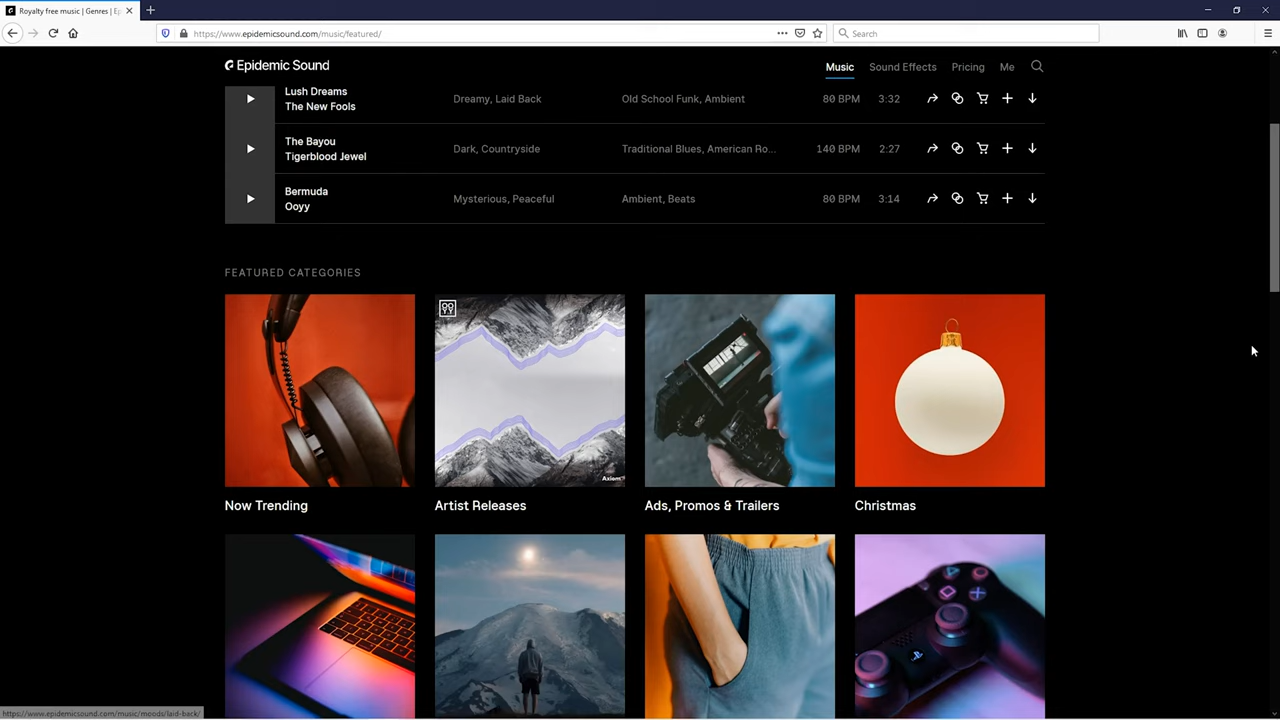 Royalty free music | Genres | Ep
https://www.epidemicsound.com/music/featured/
Search
Epidemic Sound
Music
Sound Effects
Pricing
Me
Lush Dreams
The New Fools
Dreamy, Laid Back
Old School Funk, Ambient
80 BPM
3:32
The Bayou
Tigerblood Jewel
Dark, Countryside
Traditional Blues, American Ro...
140 BPM
2:27
Bermuda
Ooyy
Mysterious, Peaceful
Ambient, Beats
80 BPM
3:14
FEATURED CATEGORIES
Axiom
Now Trending
Artist Releases
Ads, Promos & Trailers
Christmas
https://www.epidemicsound.com/music/moods/laid-back/